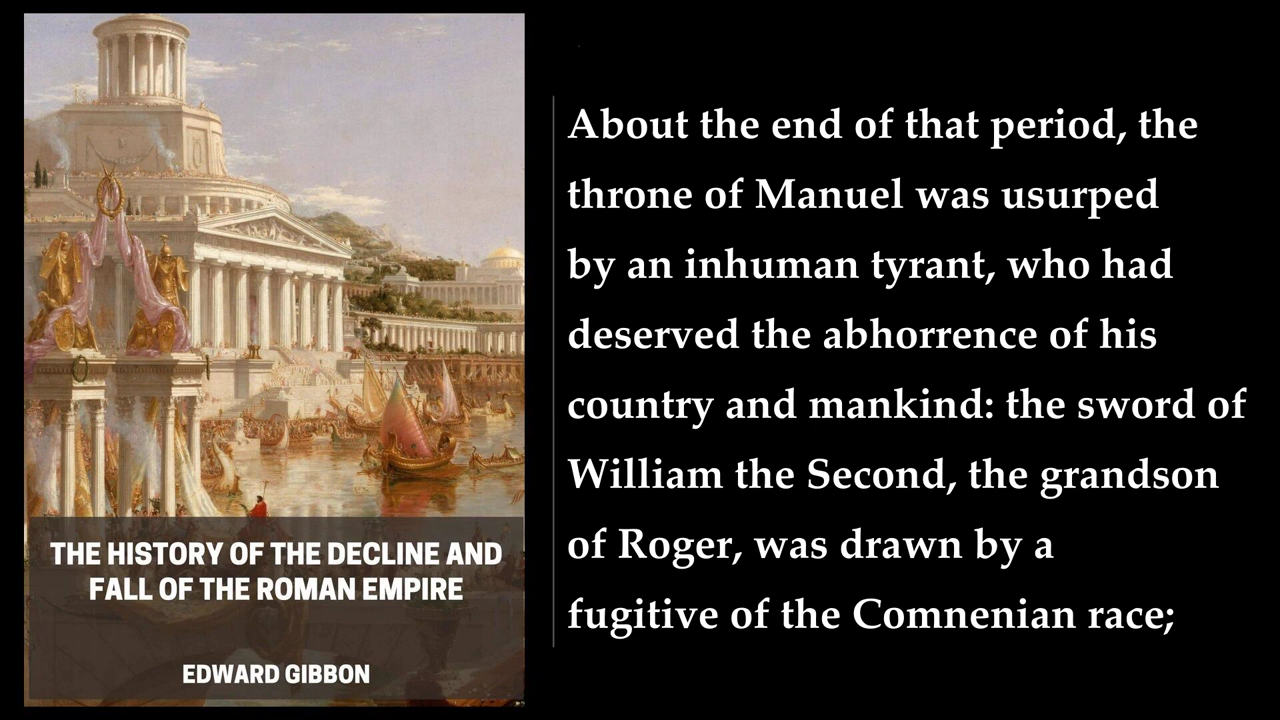 THE HISTORY OF THE DECLINE AND
FALL OF THE ROMAN EMPIRE
EDWARD GIBBON
About the end of that period, the
throne of Manuel was usurped
by an inhuman tyrant, who had
deserved the abhorrence of his
country and mankind: the sword of
William the Second, the grandson
of Roger, was drawn by a
fugitive of the Comnenian race;